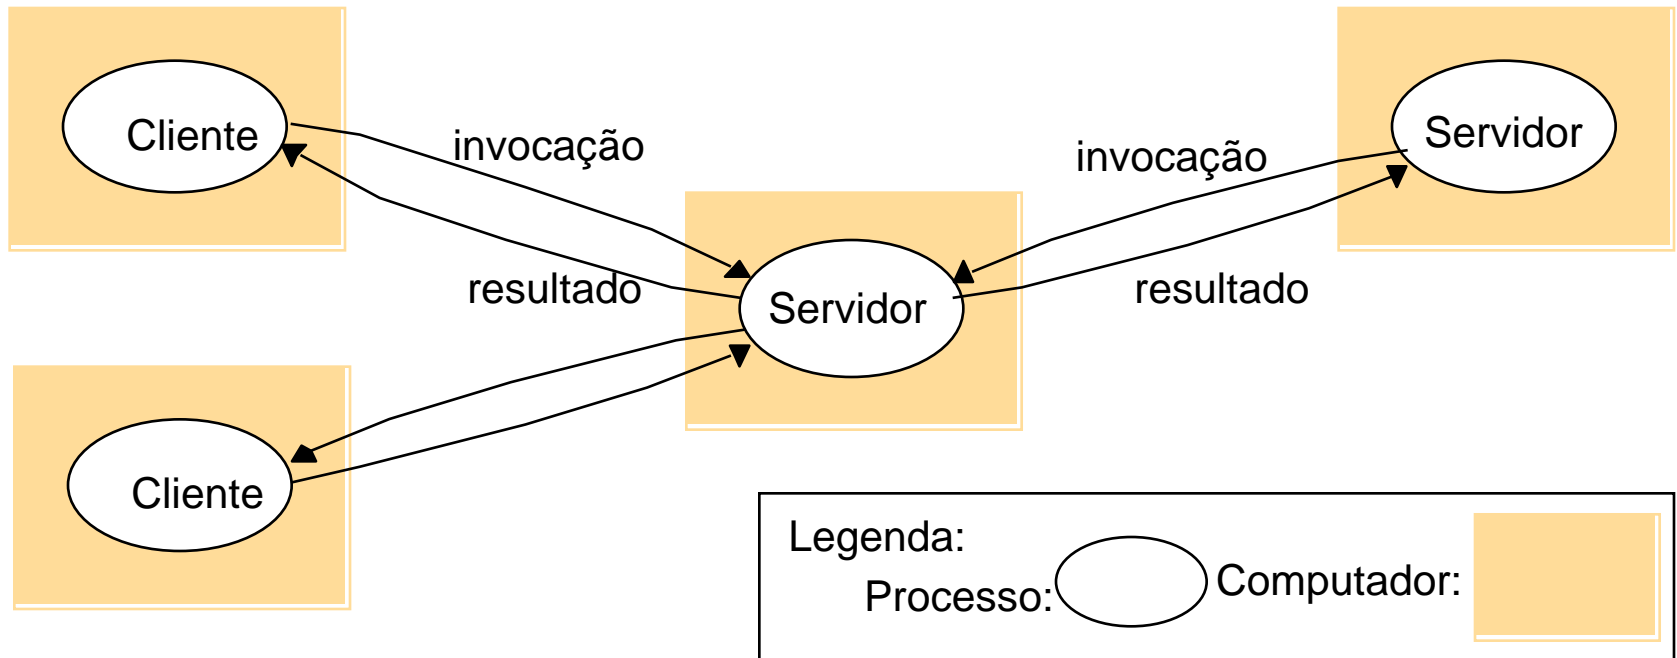 Cliente
invocação
resultado
Servidor
invocação
resultado
Servidor
Cliente
Legenda:
Processo:
Computador: